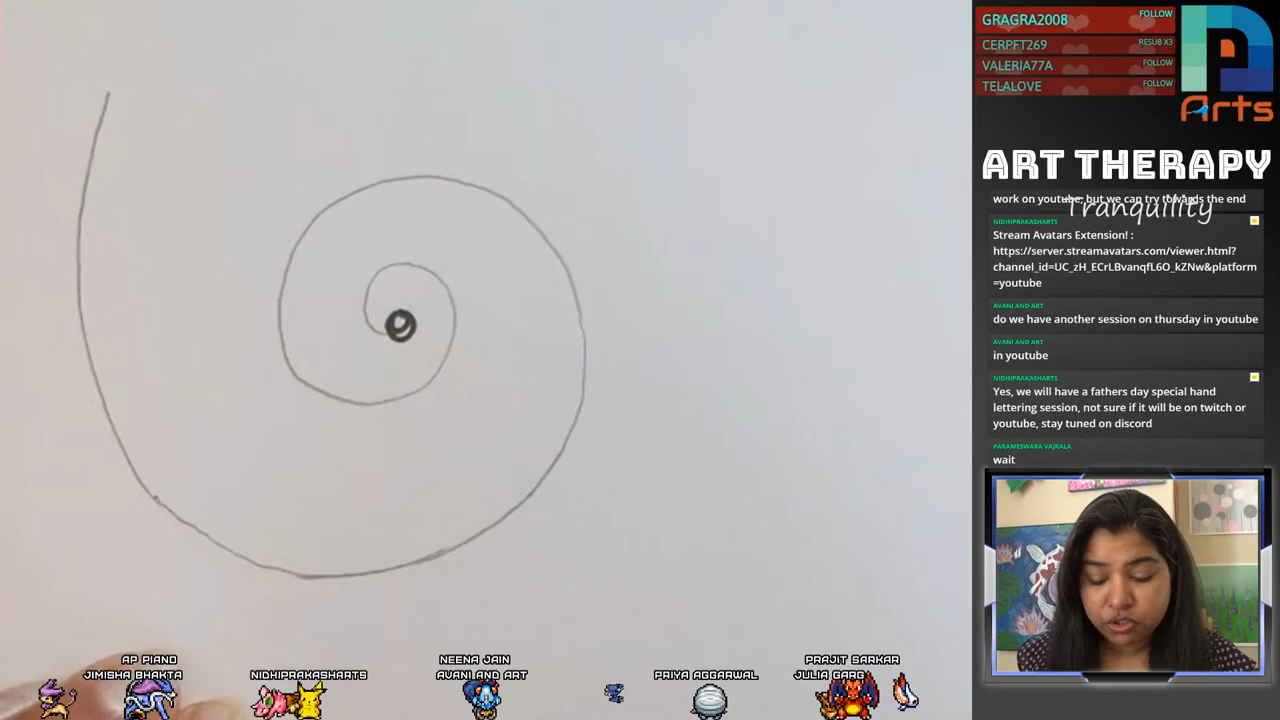 GRAGRA2008 FOLLOW
CERPFT269 RESUB X3
VALERIA77A FOLLOW
TELALOVE FOLLOW
Arts
ART THERAPY
Tranquility
work on youtube, but we can try towards the end
NIDHIPRAKASHARTS
Stream Avatars Extension! :
https://server.streamavatars.com/viewer.html?
channel_id=UC_zH_ECrLBvanqfL6O_kZNw&platform
=youtube
AVANI AND ART
do we have another session on thursday in youtube
AVANI AND ART
in youtube
NIDHIPRAKASHARTS
Yes, we will have a fathers day special hand
lettering session, not sure if it will be on twitch or
youtube, stay tuned on discord
PARAMESWARA VAJRALA
wait
AP PIANO
JIMISHA BHAKTA
NIDHIPRAKASHARTS
NEENA JAIN
AVANI AND ART
PRIYA AGGARWAL
PRAJIT SARKAR
JULIA GARG